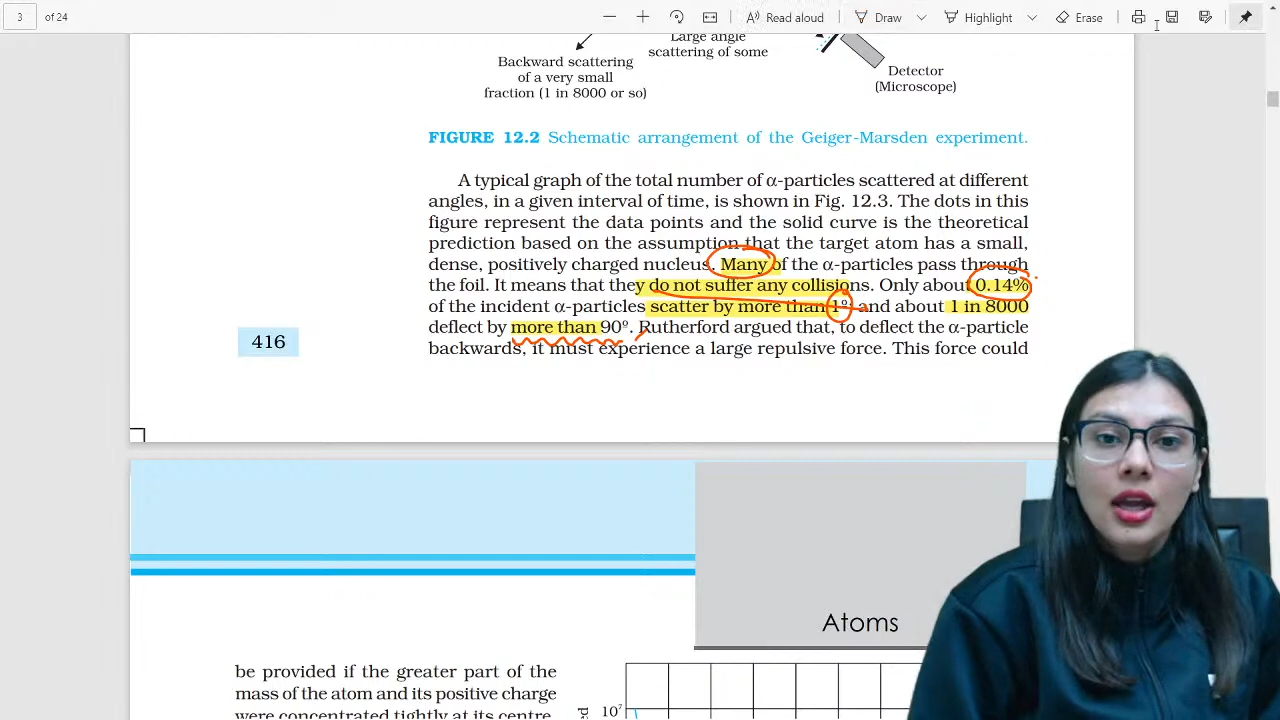 3 of 24
Read aloud
Draw
Highlight
Erase
Large angle
scattering of some
Backward scattering
of a very small
fraction (1 in 8000 or so)
Detector
(Microscope)
FIGURE 12.2 Schematic arrangement of the Geiger-Marsden experiment.
A typical graph of the total number of α-particles scattered at different
angles, in a given interval of time, is shown in Fig. 12.3. The dots in this
figure represent the data points and the solid curve is the theoretical
prediction based on the assumption that the target atom has a small,
dense, positively charged nucleus. Many of the α-particles pass through
the foil. It means that they do not suffer any collisions. Only about 0.14%
of the incident α-particles scatter by more than 1º; and about 1 in 8000
deflect by more than 90º. Rutherford argued that, to deflect the α-particle
backwards, it must experience a large repulsive force. This force could
416
Atoms
be provided if the greater part of the
mass of the atom and its positive charge
were concentrated tightly at its centre.
10⁷